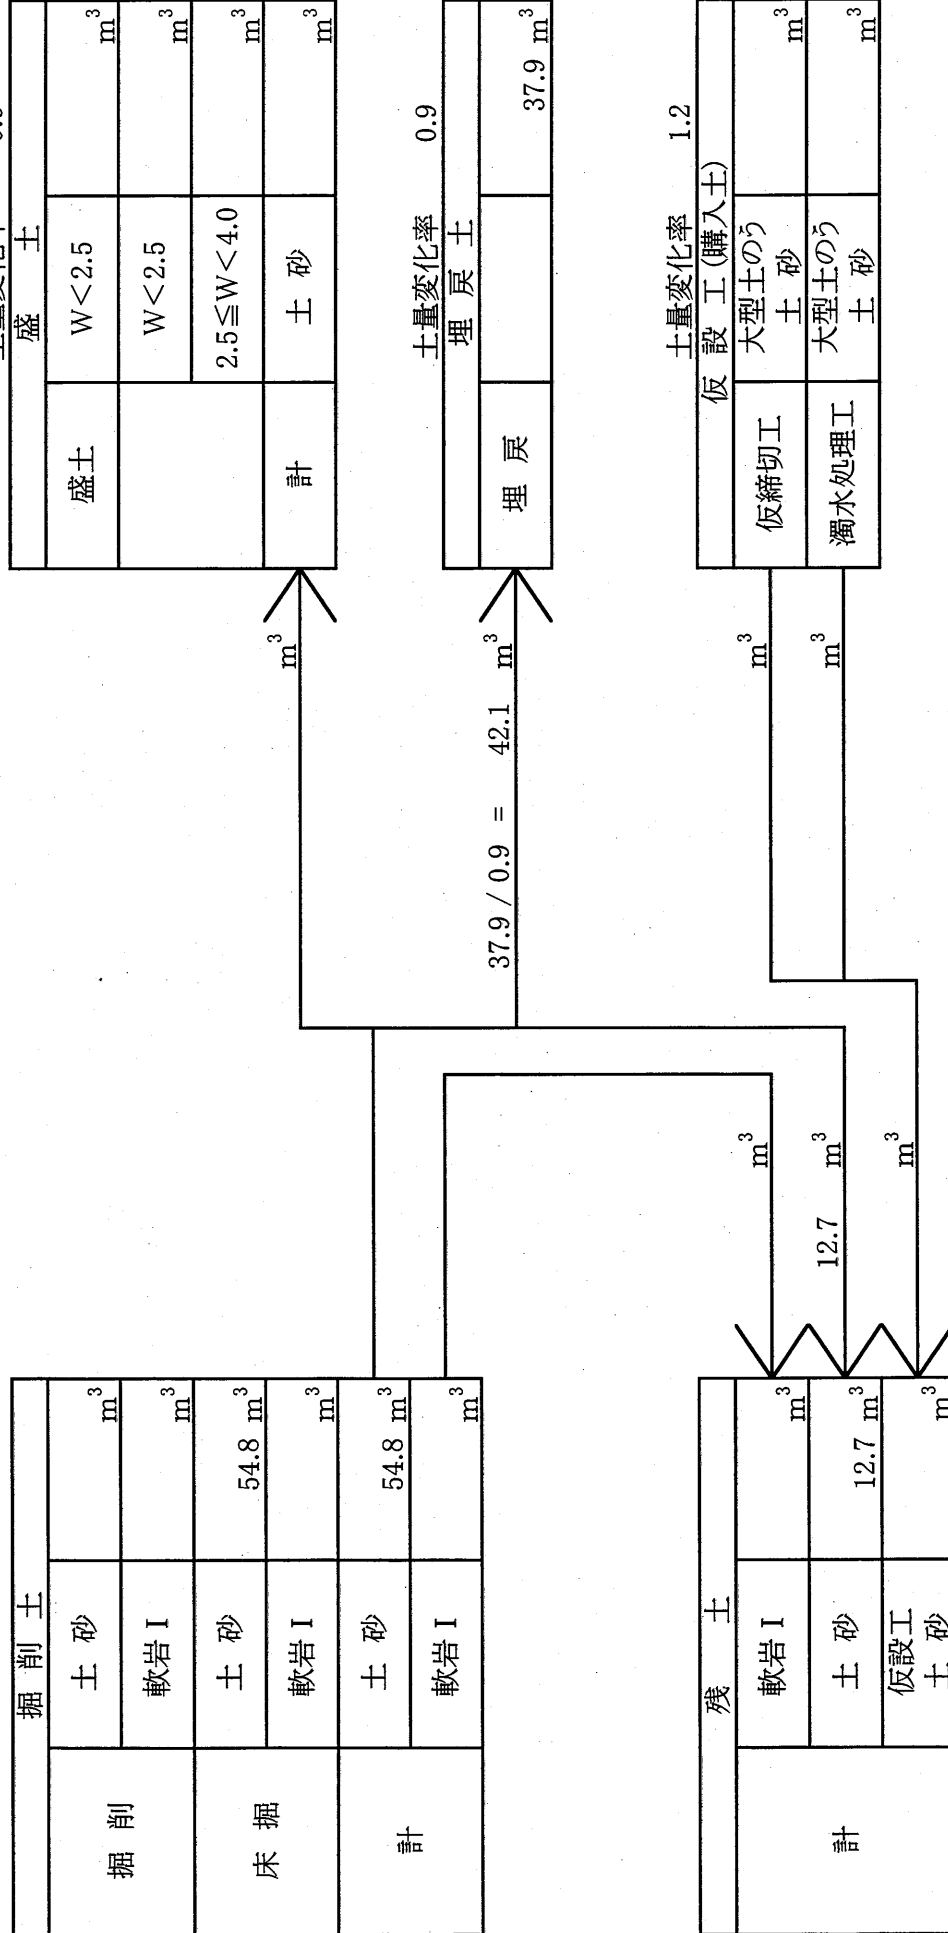 掘 削 土
掘 削
土 砂
m³
軟岩Ⅰ
m³
床 掘
土 砂
54.8 m³
軟岩Ⅰ
m³
計
土 砂
54.8 m³
軟岩Ⅰ
m³
盛 土
盛土
W<2.5
m³
W<2.5
m³
2.5≦W<4.0
m³
計
土 砂
m³
m³
土量変化率 0.9
埋 戻 土
埋 戻
37.9 m³
37.9 / 0.9 = 42.1 m³
土量変化率 1.2
仮 設 工(購入土)
仮締切工
大型土のう
土 砂
m³
濁水処理工
大型土のう
土 砂
m³
m³
m³
m³
12.7 m³
m³
残 土
計
軟岩Ⅰ
m³
土 砂
12.7 m³
仮設工
土 砂
m³